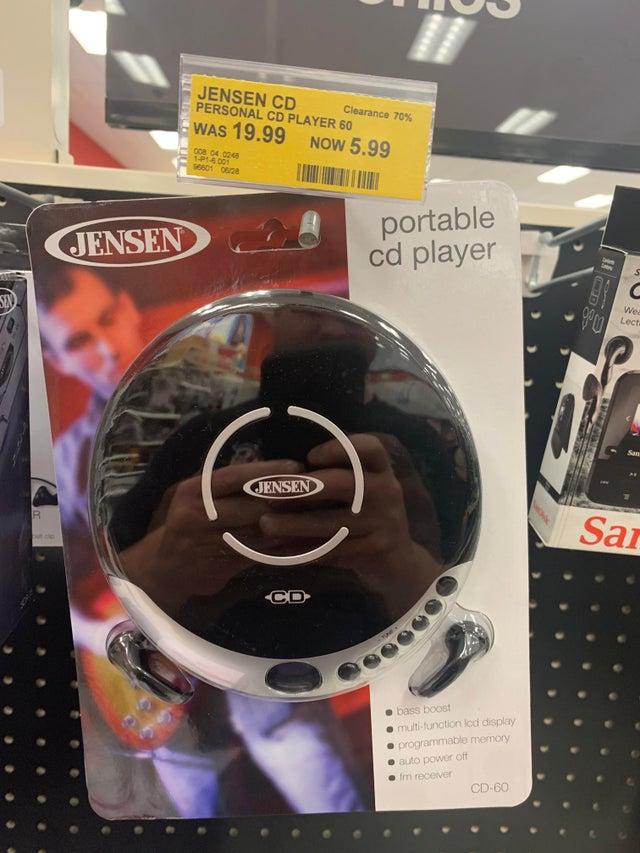 JENSEN CD
Clearance 70%
PERSONAL CD PLAYER 60
WAS 19.99 NOW 5.99
008 04 0248
1-P1-6 001
96601 06/28
JENSEN
portable
cd player
JENSEN
CD
TUNE
bass boost
multi-function lcd display
programmable memory
auto power off
fm receiver
CD-60